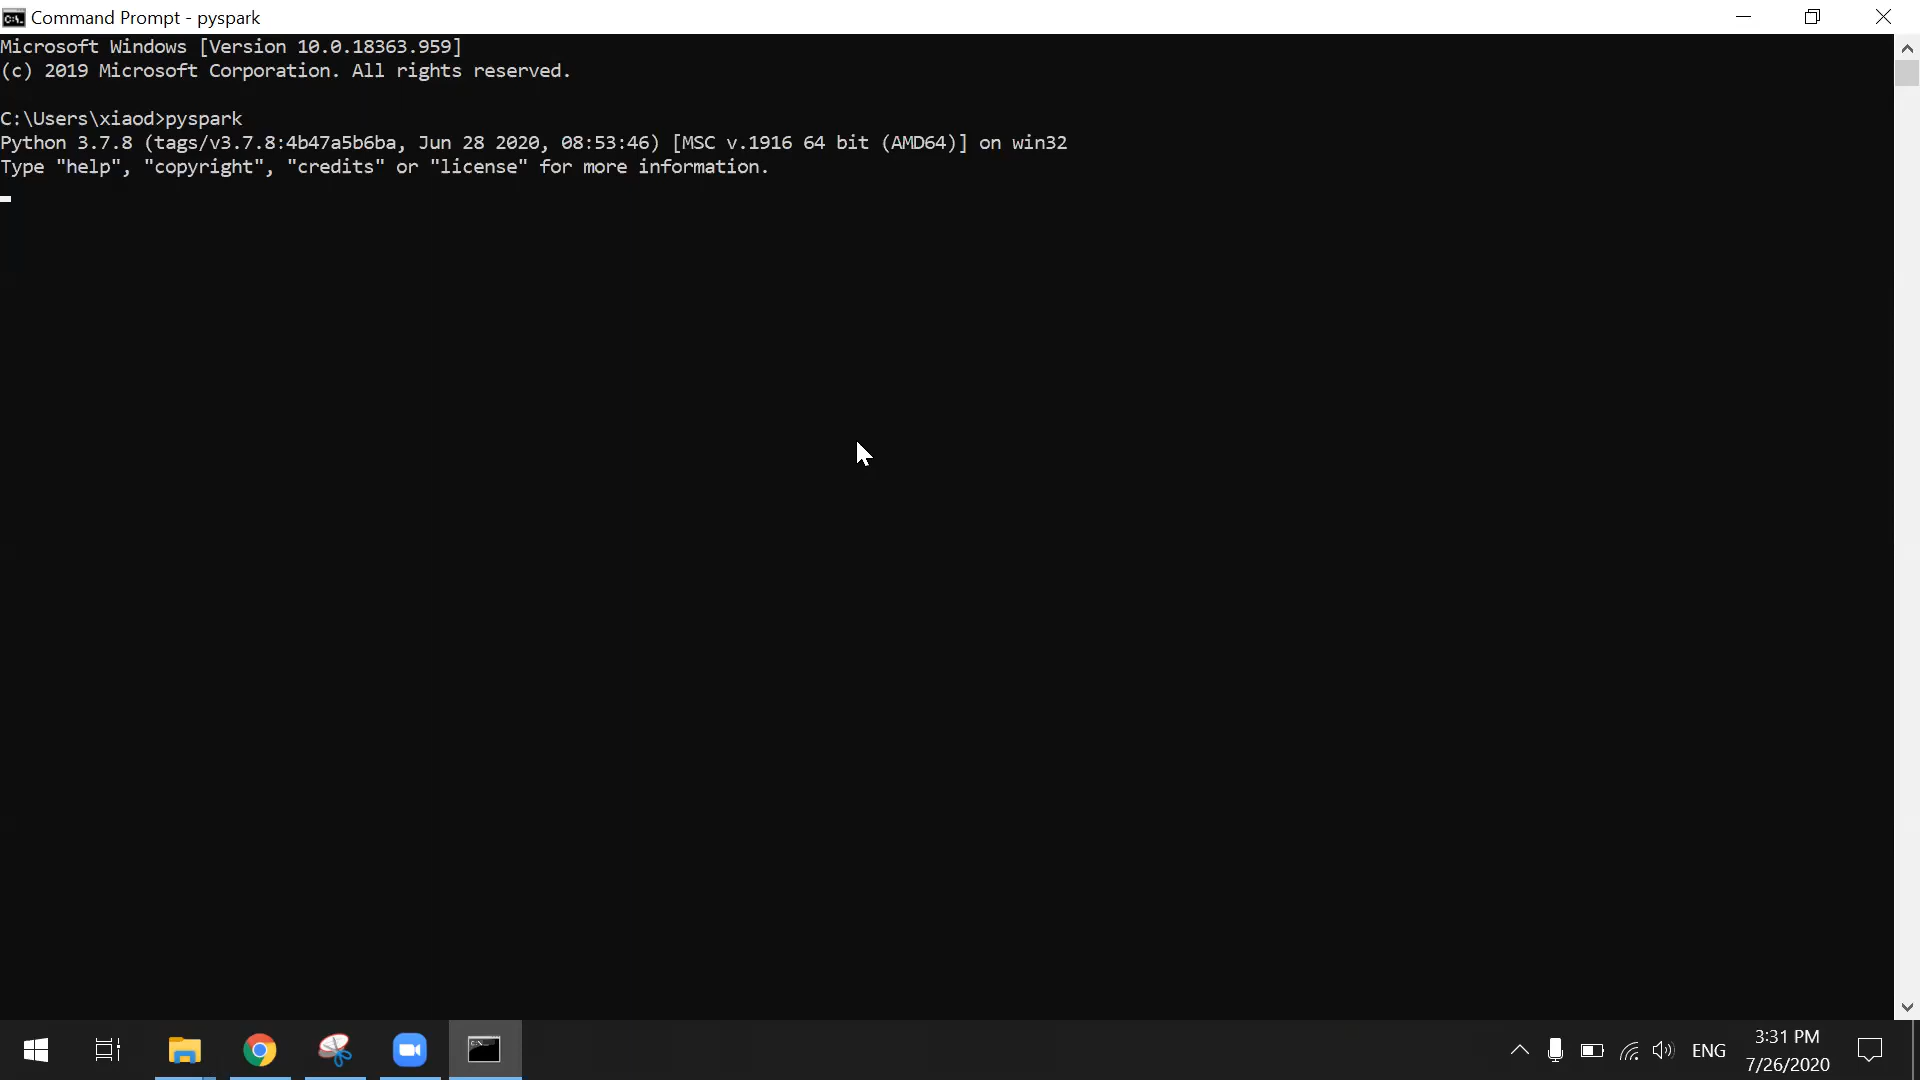 Command Prompt - pyspark
Microsoft Windows [Version 10.0.18363.959]
(c) 2019 Microsoft Corporation. All rights reserved.
C:\Users\xiaod>pyspark
Python 3.7.8 (tags/v3.7.8:4b47a5b6ba, Jun 28 2020, 08:53:46) [MSC v.1916 64 bit (AMD64)] on win32
Type "help", "copyright", "credits" or "license" for more information.
ENG
3:31 PM
7/26/2020